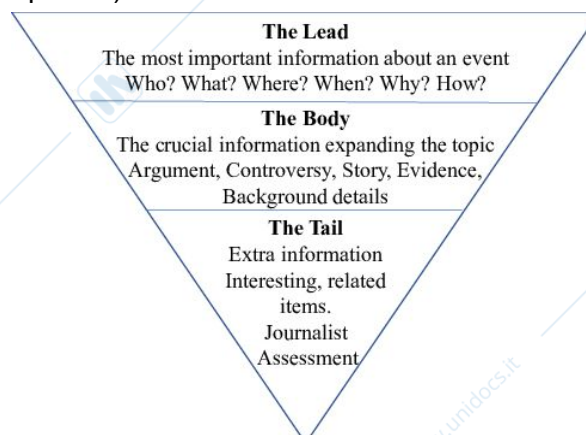 The Lead
The most important information about an event
Who? What? Where? When? Why? How?
The Body
The crucial information expanding the topic
Argument, Controversy, Story, Evidence,
Background details
The Tail
Extra information
Interesting, related
items.
Journalist
Assessment
unidocs.it